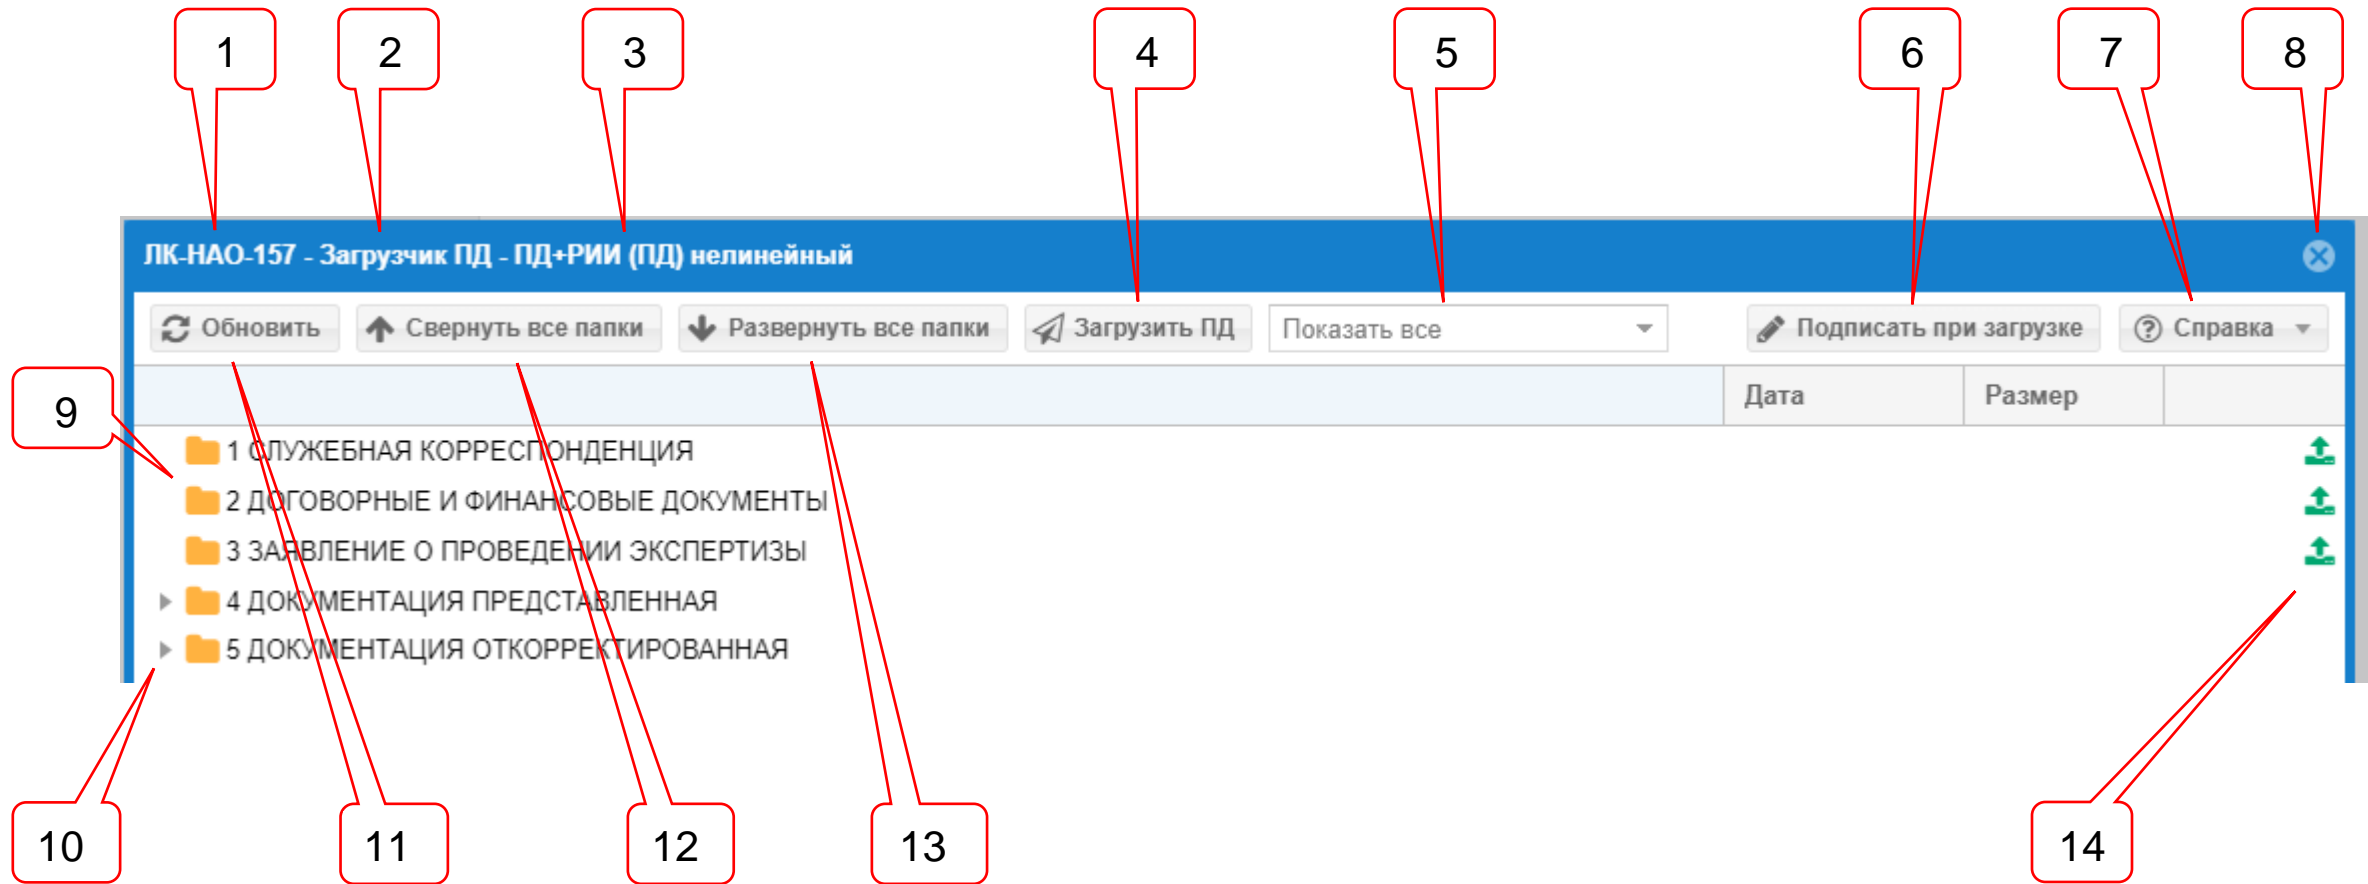 1 2 3 4 5 6 7 8
ЛК-НАО-157 - Загрузчик ПД - ПД+РИИ (ПД) нелинейный
Обновить Свернуть все папки Развернуть все папки Загрузить ПД Показать все Подписать при загрузке Справка
Дата Размер
9
1 СЛУЖЕБНАЯ КОРРЕСПОНДЕНЦИЯ
2 ДОГОВОРНЫЕ И ФИНАНСОВЫЕ ДОКУМЕНТЫ
3 ЗАЯВЛЕНИЕ О ПРОВЕДЕНИИ ЭКСПЕРТИЗЫ
4 ДОКУМЕНТАЦИЯ ПРЕДСТАВЛЕННАЯ
5 ДОКУМЕНТАЦИЯ ОТКОРРЕКТИРОВАННАЯ
10 11 12 13 14